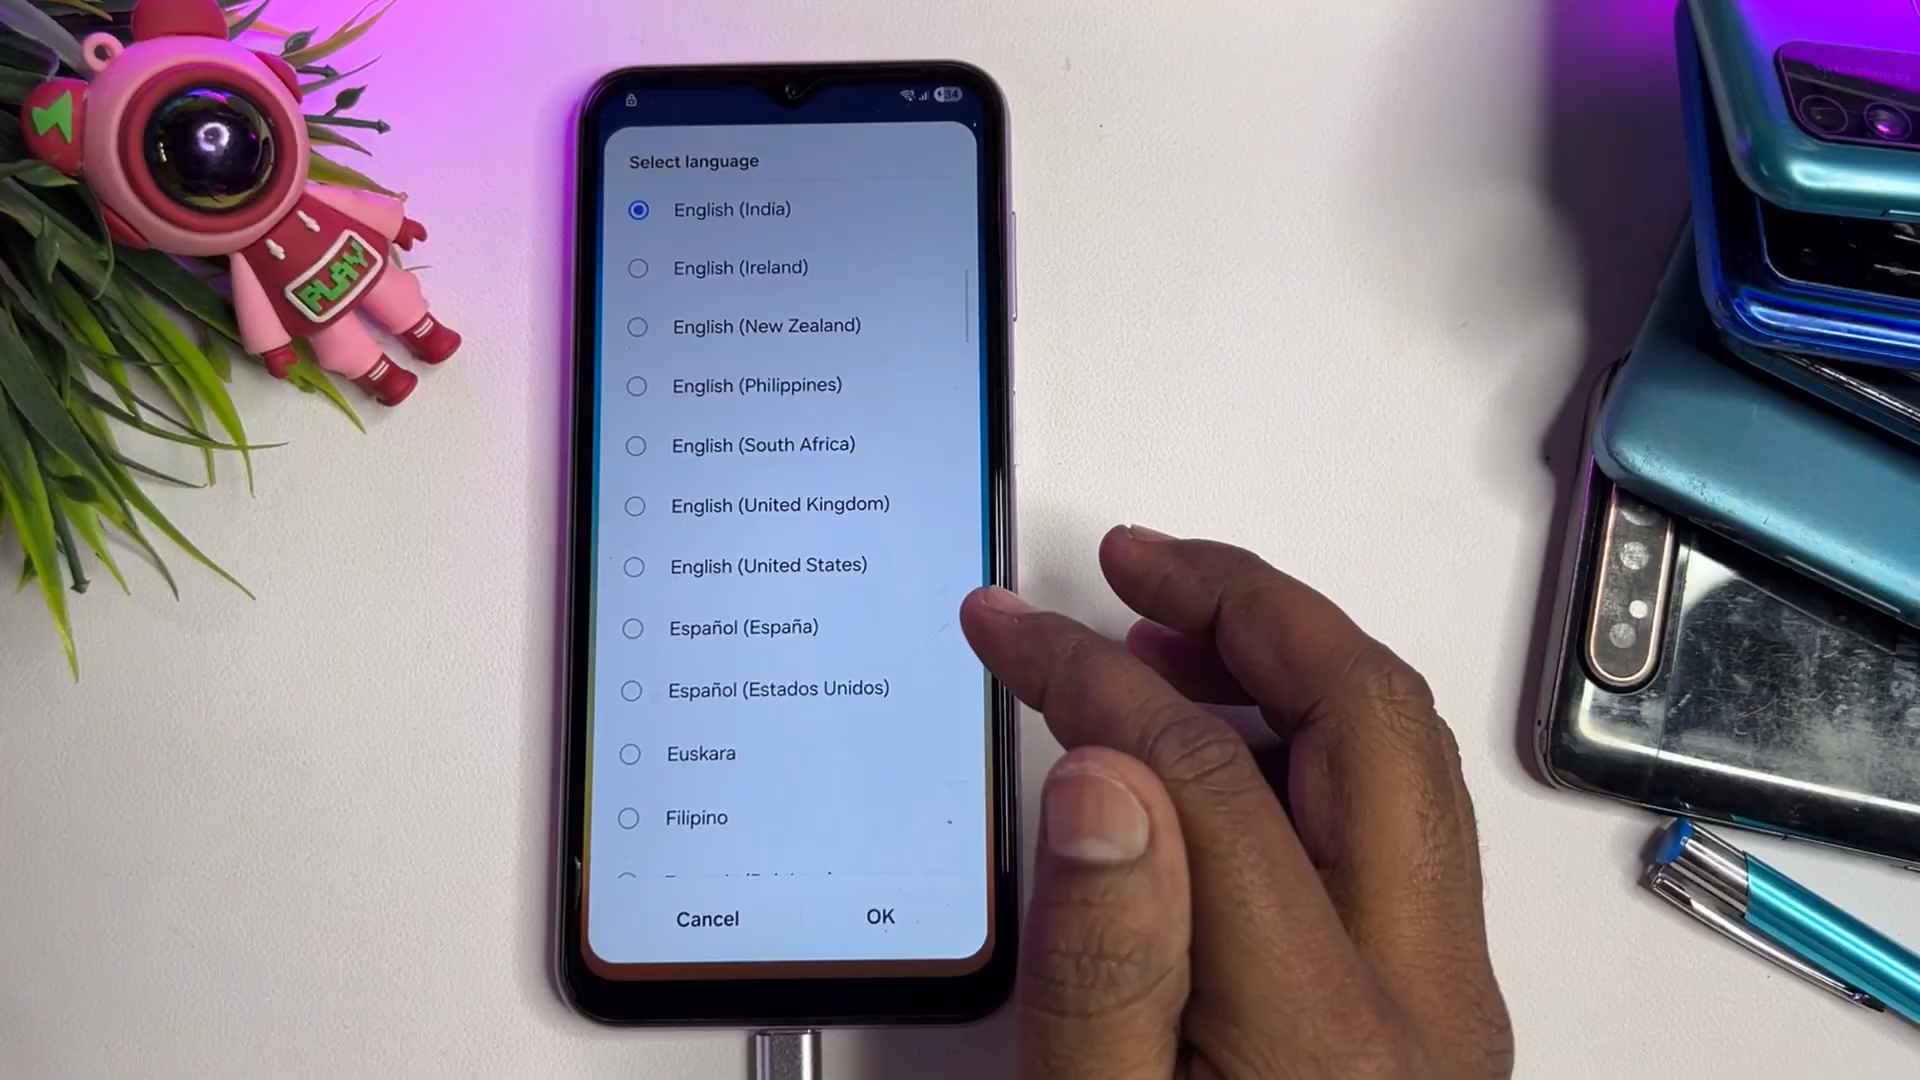 34
Select language
English (India)
English (Ireland)
English (New Zealand)
English (Philippines)
English (South Africa)
English (United Kingdom)
English (United States)
Español (España)
Español (Estados Unidos)
Euskara
Filipino
Cancel
OK
PLAY